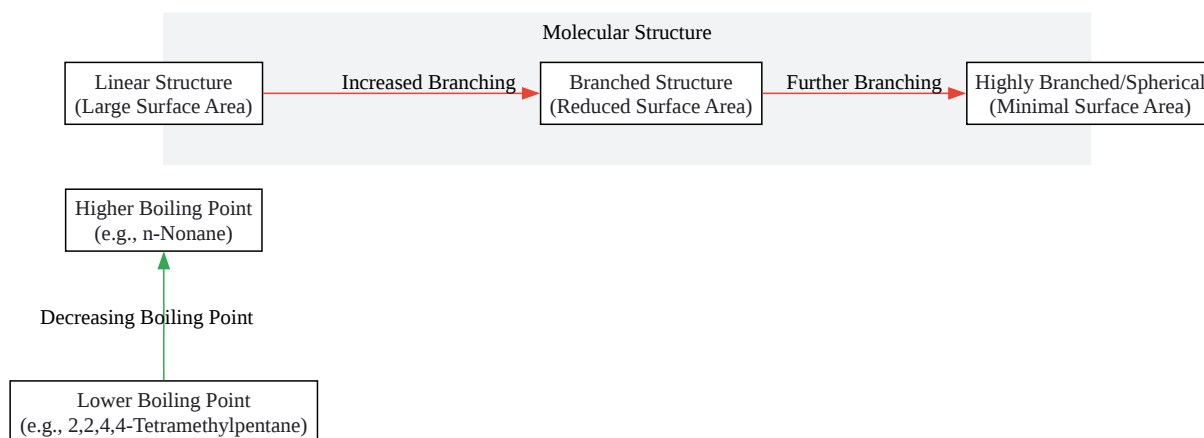 Molecular Structure
Linear Structure
(Large Surface Area)
Increased Branching
Branched Structure
(Reduced Surface Area)
Further Branching
Highly Branched/Spherical
(Minimal Surface Area)
Higher Boiling Point
(e.g., n-Nonane)
Decreasing Boiling Point
Lower Boiling Point
(e.g., 2,2,4,4-Tetramethylpentane)